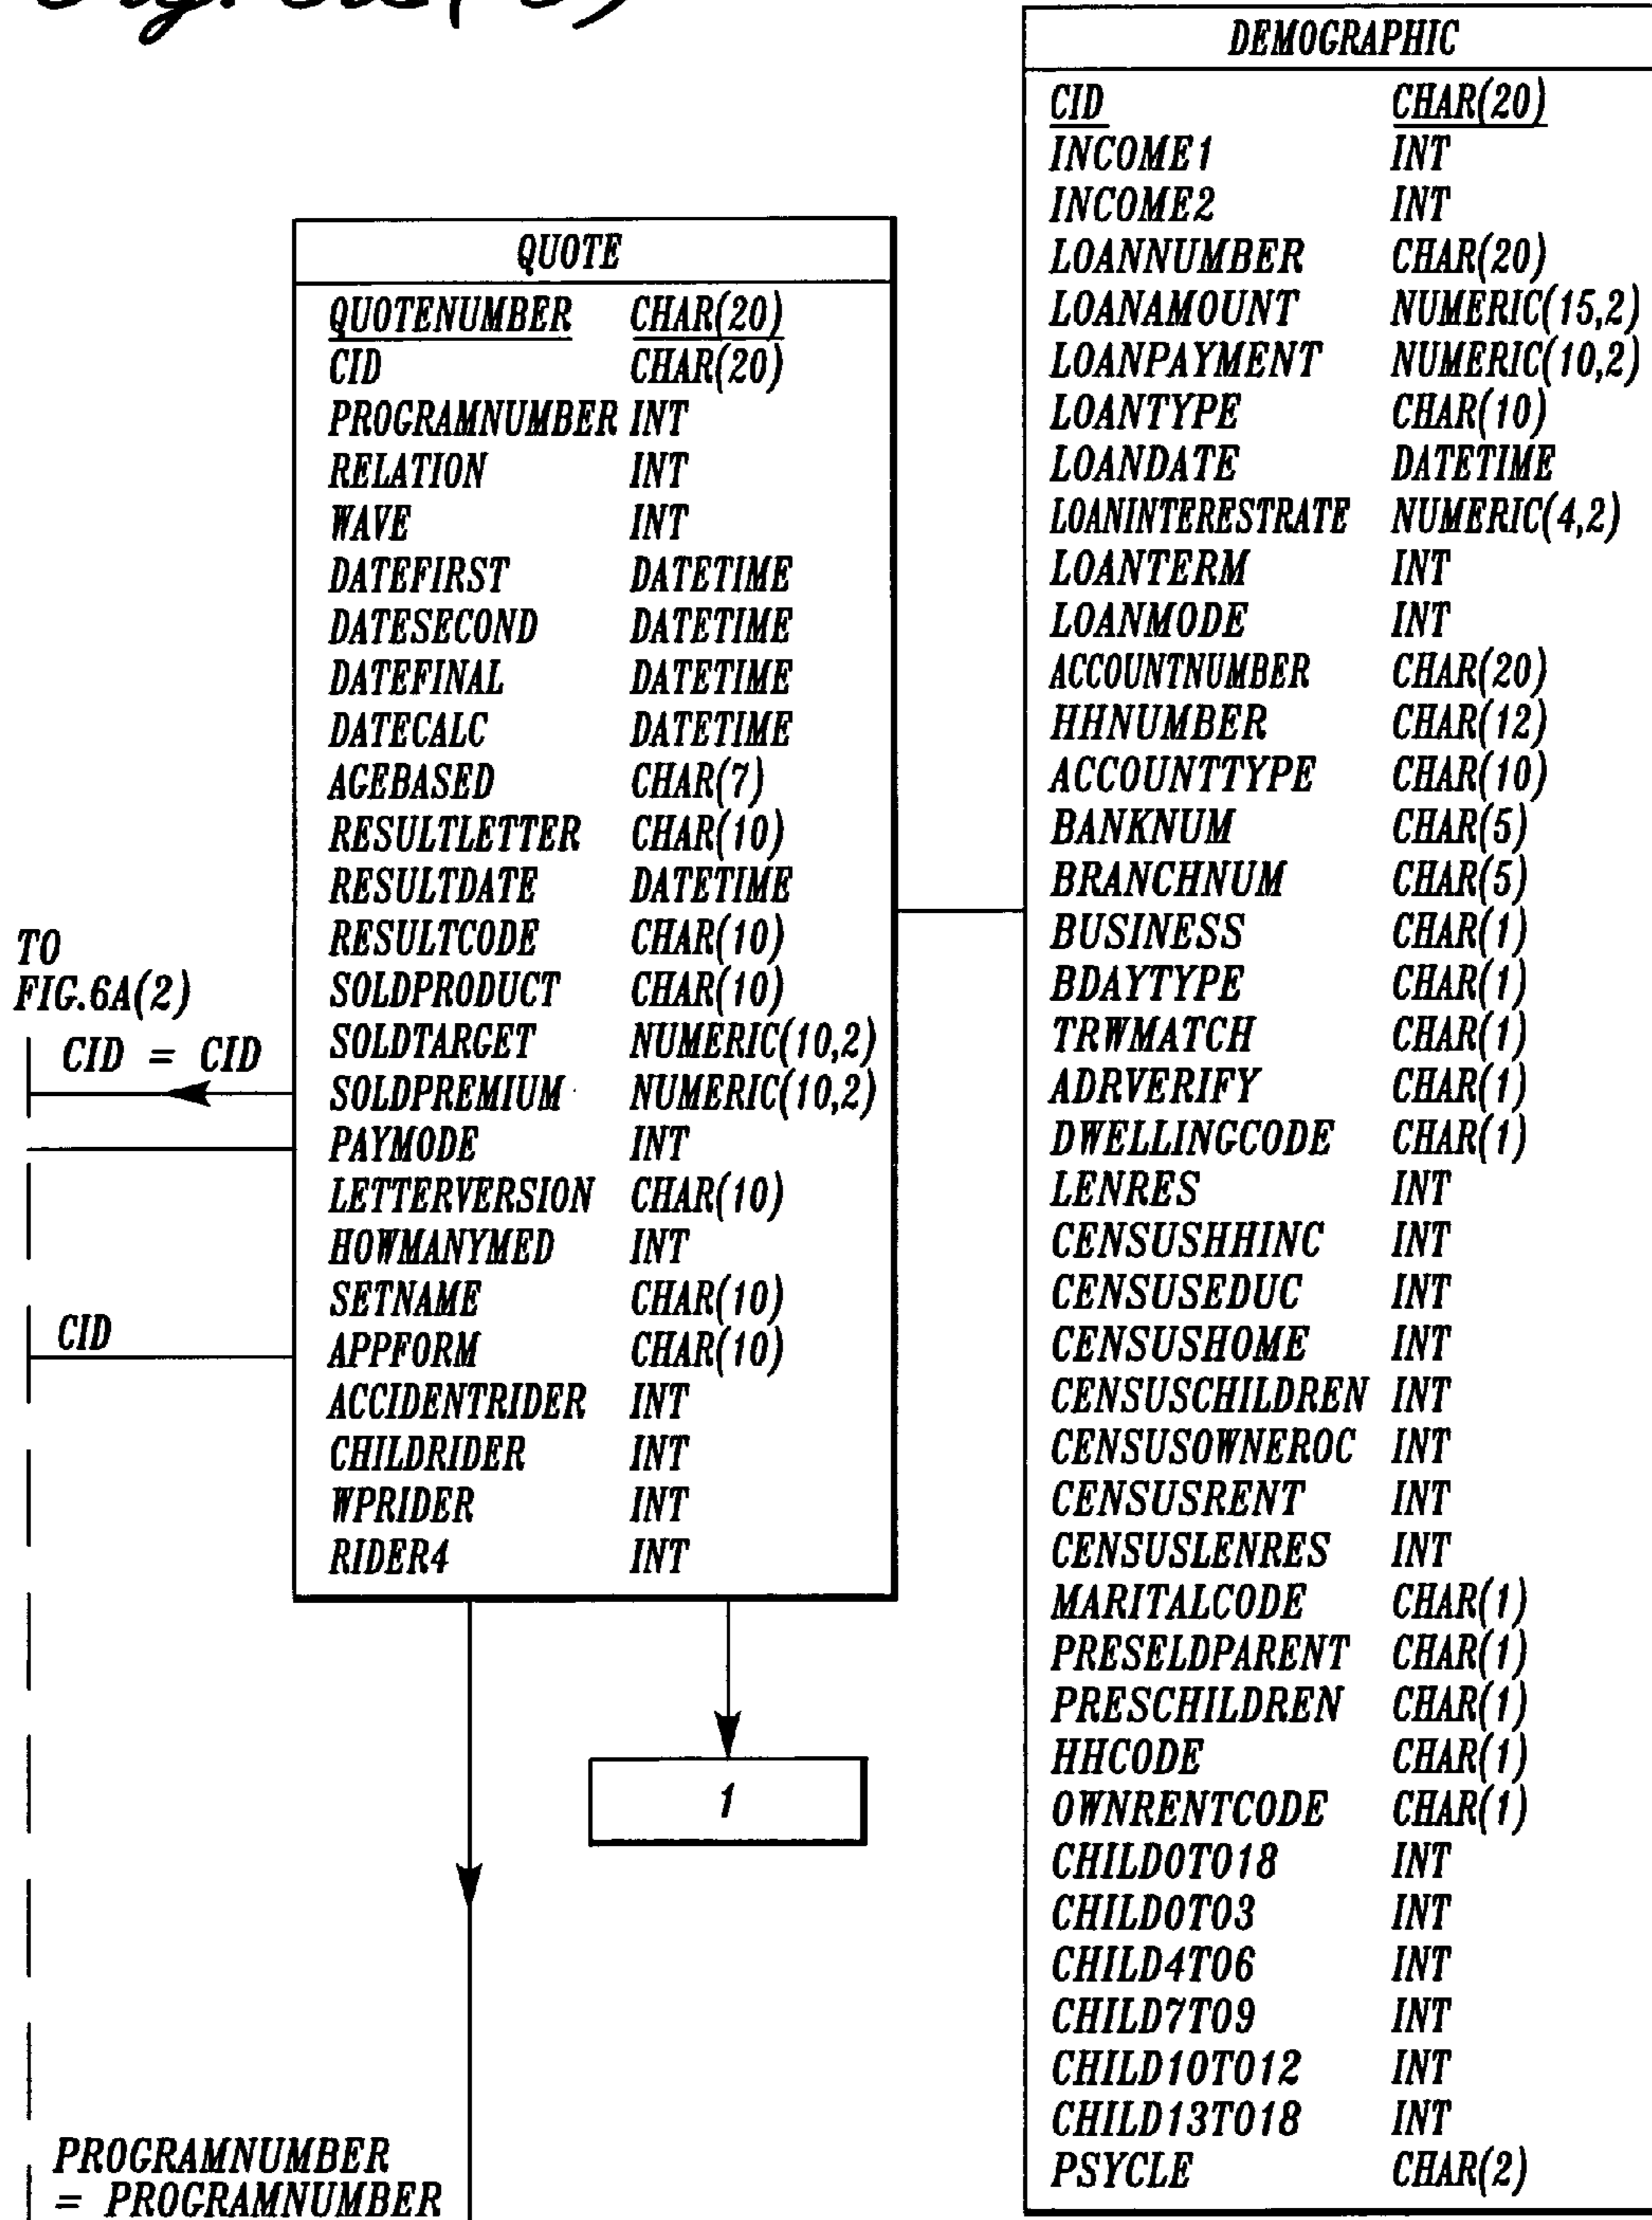 DEMOGRAPHIC
CID CHAR(20)
INCOME1 INT
INCOME2 INT
LOANNUMBER CHAR(20)
LOANAMOUNT NUMERIC(15,2)
LOANPAYMENT NUMERIC(10,2)
LOANTYPE CHAR(10)
LOANDATE DATETIME
LOANINTERESTRATE NUMERIC(4,2)
LOANTERM INT
LOANMODE INT
ACCOUNTNUMBER CHAR(20)
HHNUMBER CHAR(12)
ACCOUNTTYPE CHAR(10)
BANKNUM CHAR(5)
BRANCHNUM CHAR(5)
BUSINESS CHAR(1)
BDAYTYPE CHAR(1)
TRWMATCH CHAR(1)
ADRVERIFY CHAR(1)
DWELLINGCODE CHAR(1)
LENRES INT
CENSUSHHINC INT
CENSUSEDUC INT
CENSUSHOME INT
CENSUSCHILDREN INT
CENSUSOWNEROC INT
CENSUSRENT INT
CENSUSLENRES INT
MARITALCODE CHAR(1)
PRESELDPARENT CHAR(1)
PRESCHILDREN CHAR(1)
HHCODE CHAR(1)
OWNRENTCODE CHAR(1)
CHILD0TO18 INT
CHILD0TO3 INT
CHILD4TO6 INT
CHILD7TO9 INT
CHILD10TO12 INT
CHILD13TO18 INT
PSYCLE CHAR(2)
QUOTE
QUOTENUMBER CHAR(20)
CID CHAR(20)
PROGRAMNUMBER INT
RELATION INT
WAVE INT
DATEFIRST DATETIME
DATESECOND DATETIME
DATEFINAL DATETIME
DATECALC DATETIME
AGEBASED CHAR(7)
RESULTLETTER CHAR(10)
RESULTDATE DATETIME
RESULTCODE CHAR(10)
SOLDPRODUCT CHAR(10)
SOLDTARGET NUMERIC(10,2)
SOLDPREMIUM NUMERIC(10,2)
PAYMODE INT
LETTERVERSION CHAR(10)
HOWMANYMED INT
SETNAME CHAR(10)
APPFORM CHAR(10)
ACCIDENTRIDER INT
CHILDRIDER INT
WPRIDER INT
RIDER4 INT
TO
FIG.6A(2)
CID = CID
CID
1
PROGRAMNUMBER
= PROGRAMNUMBER